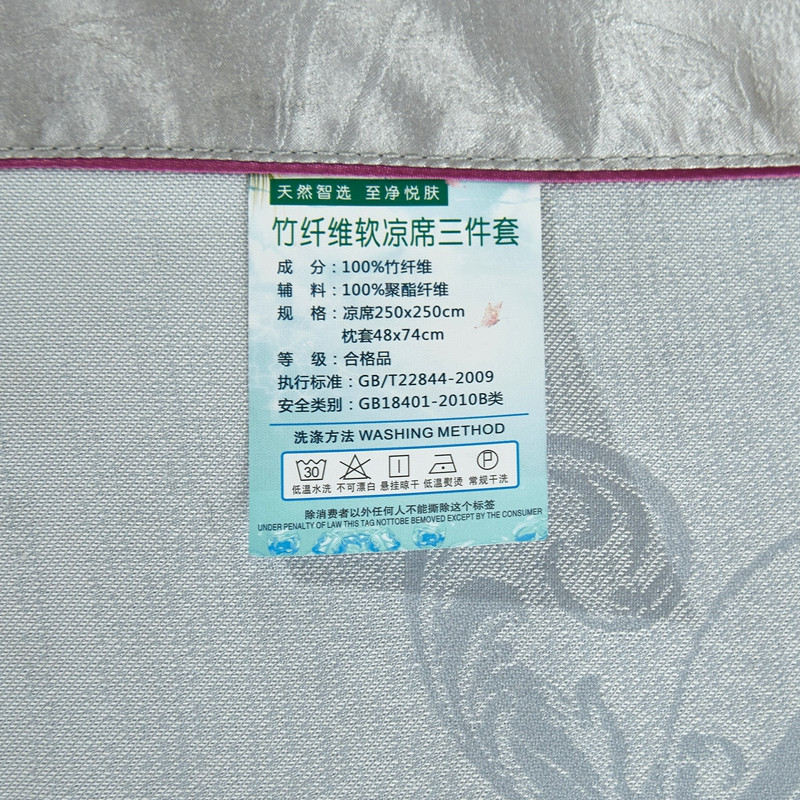 天然智选 至净悦肤
竹纤维软凉席三件套
成 分：100%竹纤维
辅 料：100%聚酯纤维
规 格：凉席250x250cm
枕套48x74cm
等 级：合格品
执行标准：GB/T22844-2009
安全类别：GB18401-2010B类
洗涤方法 WASHING METHOD
30 P
低温水洗 不可漂白 悬挂晾干 低温熨烫 常规干洗
除消费者以外任何人不能撕除这个标签
UNDER PENALTY OF LAW THIS TAG NOTTOBE BEMOVED EXCEPT BY THE CONSUMER